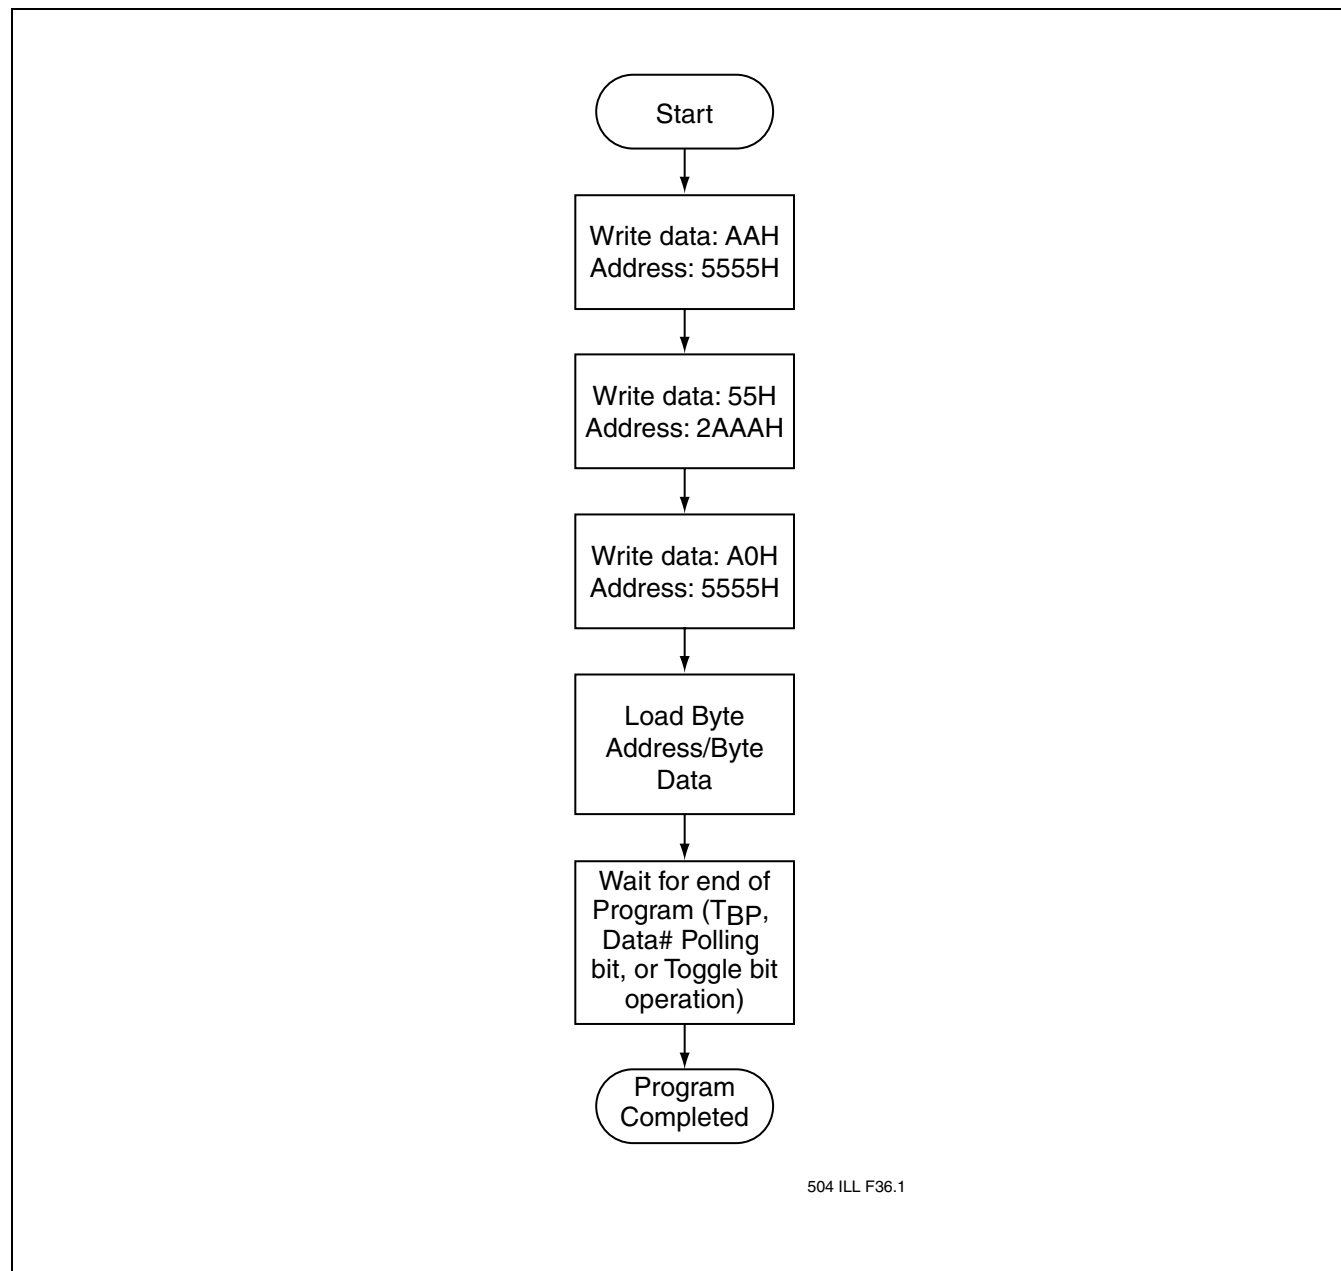 Start
Write data: AAH
Address: 5555H
Write data: 55H
Address: 2AAAH
Write data: A0H
Address: 5555H
Load Byte
Address/Byte
Data
Wait for end of
Program (TBP,
Data# Polling
bit, or Toggle bit
operation)
Program
Completed
504 ILL F36.1